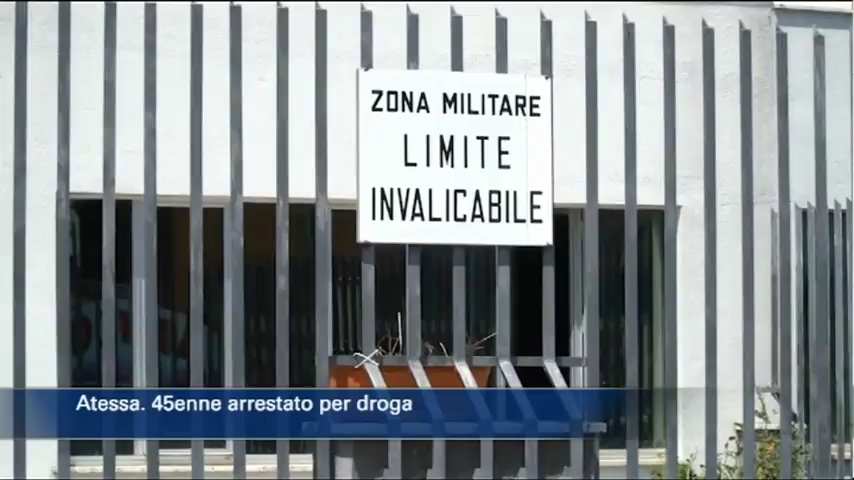 ZONA MILITARE
LIMITE
INVALICABILE
Atessa. 45enne arrestato per droga